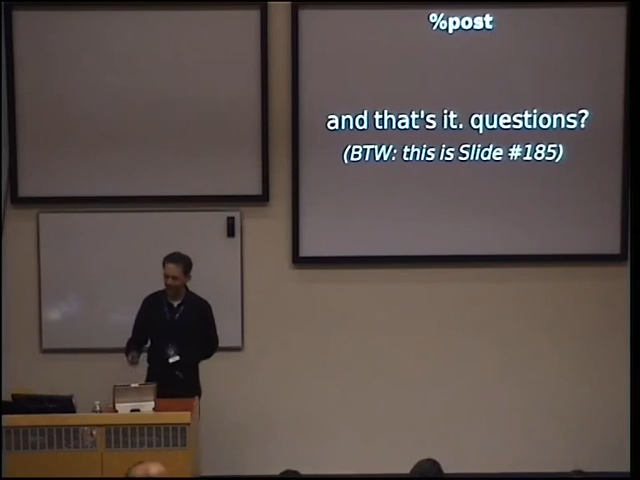 %post
and that's it. questions?
(BTW: this is Slide #185)